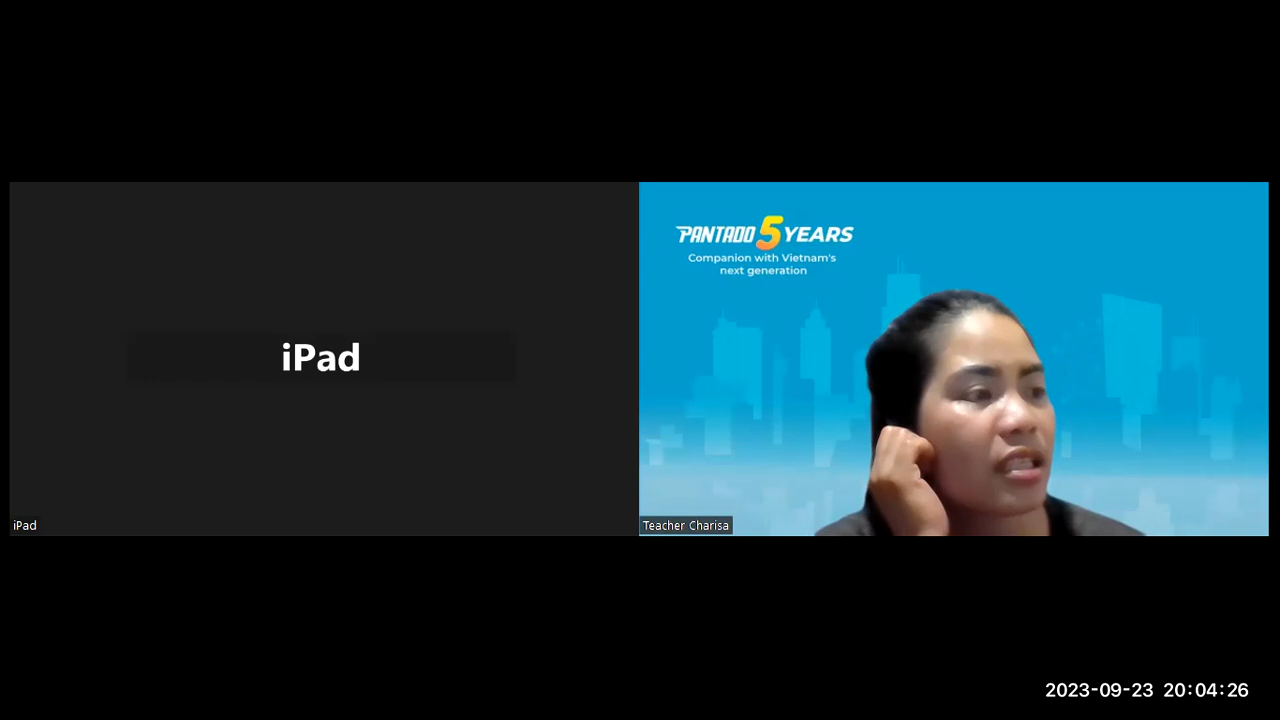 iPad
iPad
PANTADO 5 YEARS
Companion with Vietnam's
next generation
Teacher Charisa
2023-09-23 20:04:26